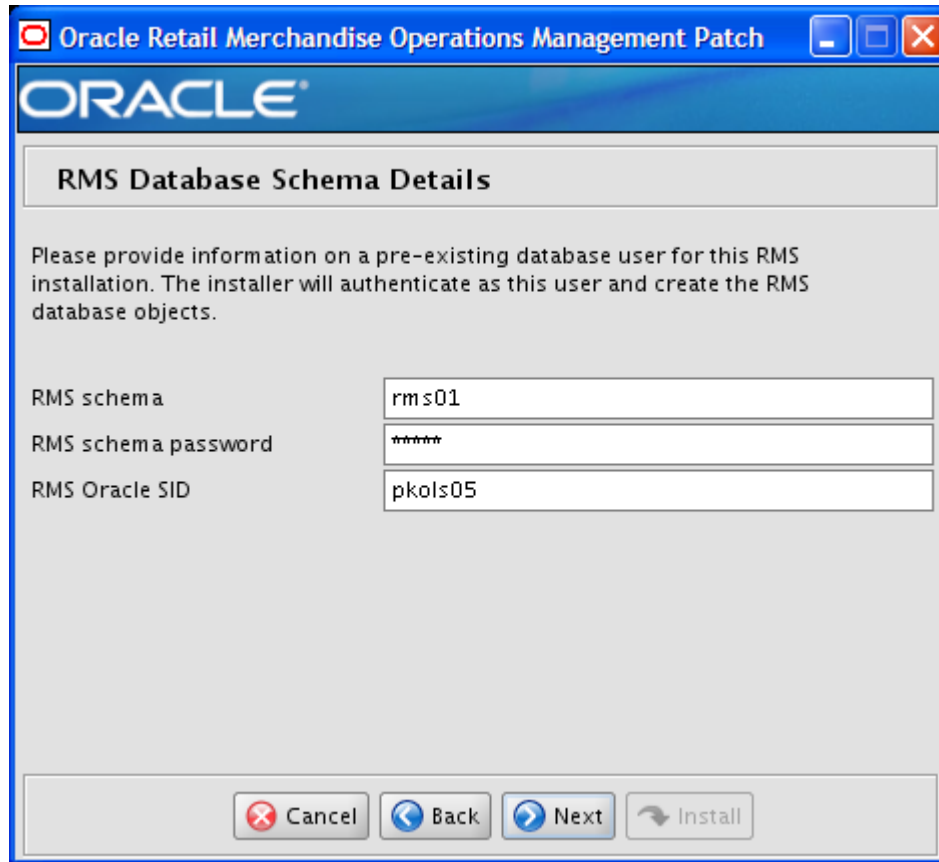 Oracle Retail Merchandise Operations Management Patch
ORACLE®
RMS Database Schema Details
Please provide information on a pre-existing database user for this RMS
installation. The installer will authenticate as this user and create the RMS
database objects.
RMS schema
rms01
RMS schema password
*****
RMS Oracle SID
pkols05
Cancel
Back
Next
Install